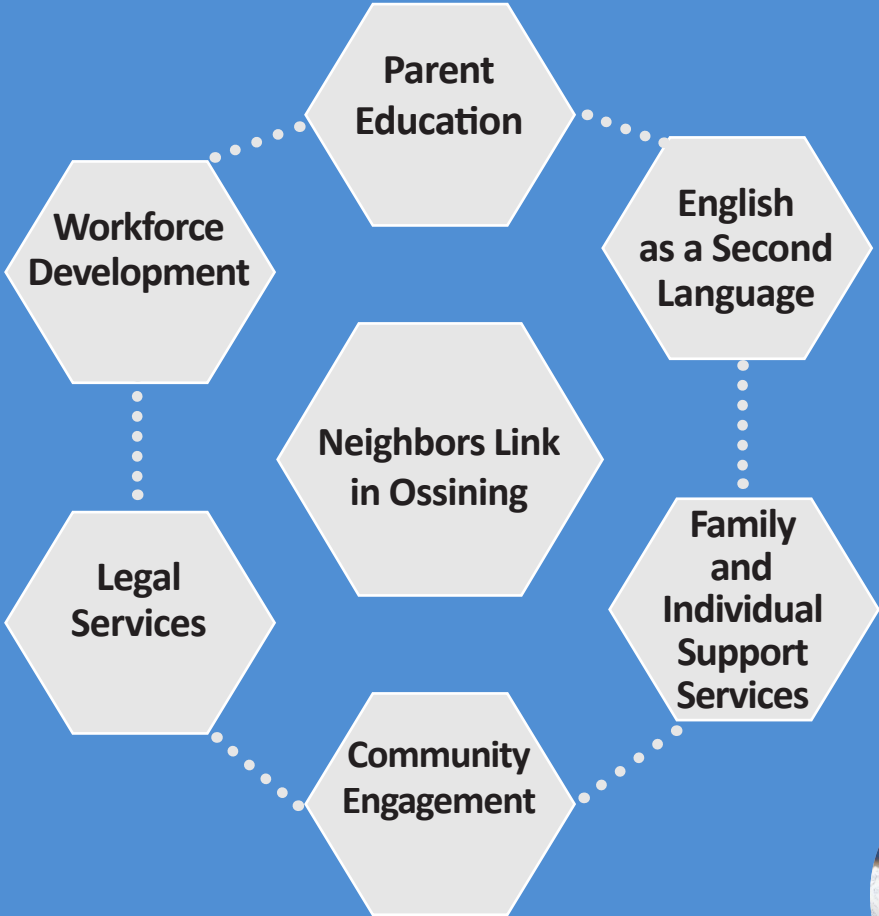 Parent
Education
English
as a Second
Language
Workforce
Development
Neighbors Link
in Ossining
Family
and
Individual
Support
Services
Legal
Services
Community
Engagement